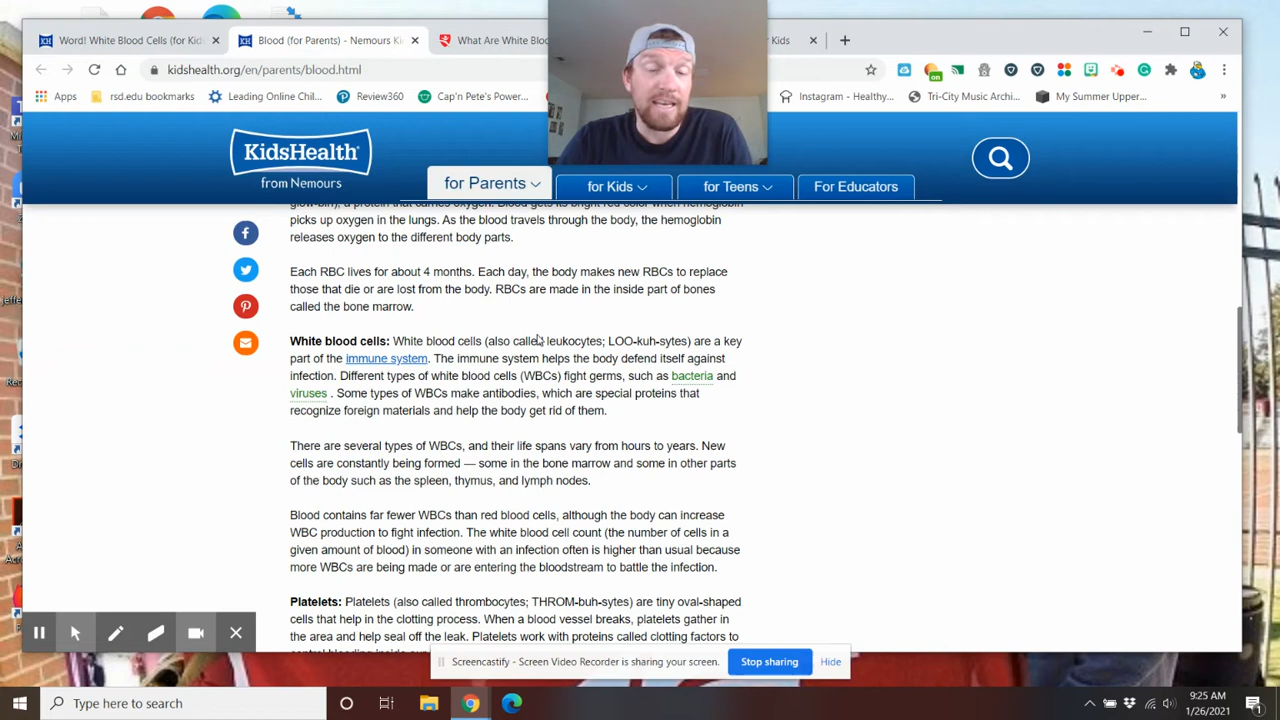 Word! White Blood Cells (for Kid
Blood (for Parents) - Nemours Ki
What Are White Bloo
Kids
kidshealth.org/en/parents/blood.html
on
Apps
rsd.edu bookmarks
Leading Online Chil...
Review360
Cap'n Pete's Power...
Instagram - Healthy...
Tri-City Music Archi...
My Summer Upper...
»
KidsHealth
from Nemours
for Parents
for Kids
for Teens
For Educators
glow-bin), a protein that carries oxygen. Blood gets its bright red color when hemoglobin
picks up oxygen in the lungs. As the blood travels through the body, the hemoglobin
releases oxygen to the different body parts.
Each RBC lives for about 4 months. Each day, the body makes new RBCs to replace
those that die or are lost from the body. RBCs are made in the inside part of bones
called the bone marrow.
White blood cells: White blood cells (also called leukocytes; LOO-kuh-sytes) are a key
part of the immune system. The immune system helps the body defend itself against
infection. Different types of white blood cells (WBCs) fight germs, such as bacteria and
viruses . Some types of WBCs make antibodies, which are special proteins that
recognize foreign materials and help the body get rid of them.
There are several types of WBCs, and their life spans vary from hours to years. New
cells are constantly being formed — some in the bone marrow and some in other parts
of the body such as the spleen, thymus, and lymph nodes.
Blood contains far fewer WBCs than red blood cells, although the body can increase
WBC production to fight infection. The white blood cell count (the number of cells in a
given amount of blood) in someone with an infection often is higher than usual because
more WBCs are being made or are entering the bloodstream to battle the infection.
Platelets: Platelets (also called thrombocytes; THROM-buh-sytes) are tiny oval-shaped
cells that help in the clotting process. When a blood vessel breaks, platelets gather in
the area and help seal off the leak. Platelets work with proteins called clotting factors to
Screencastify - Screen Video Recorder is sharing your screen.
Stop sharing
Hide
Type here to search
9:25 AM
1/26/2021
1